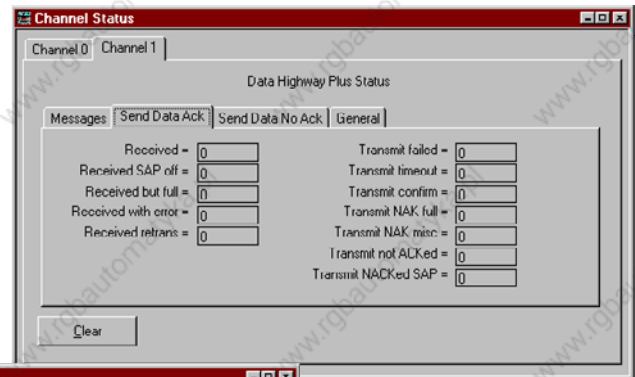 Channel Status
Channel 0 Channel 1
Data Highway Plus Status
Messages Send Data Ack Send Data No Ack General
Received = 0 Transmit failed = 0
Received SAP off = 0 Transmit timeout = 0
Received but full = 0 Transmit confirm = 0
Received with error = 0 Transmit NAK full = 0
Received retrans = 0 Transmit NAK misc = 0
Transmit not ACKed = 0
Transmit NACKed SAP = 0
Clear
www.rgbautomatyka.pl